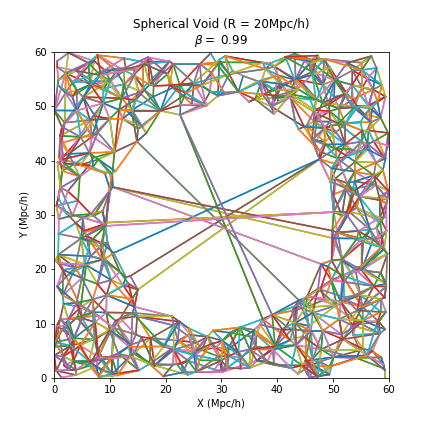 Spherical Void (R = 20Mpc/h)
β = 0.99
60
50
40
30
20
10
0
Y (Mpc/h)
0 10 20 30 40 50 60
X (Mpc/h)